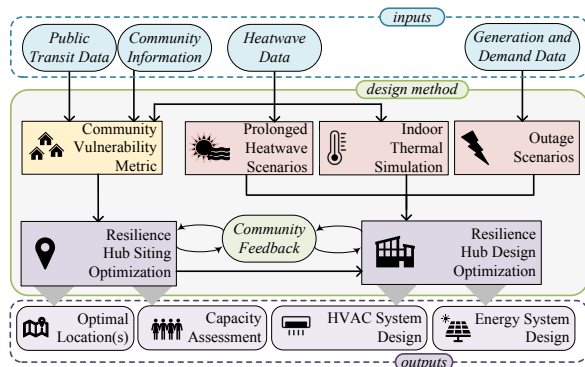 inputs
Public
Transit Data
Community
Information
Heatwave
Data
Generation and
Demand Data
design method
Community
Vulnerability
Metric
Prolonged
Heatwave
Scenarios
Indoor
Thermal
Simulation
Outage
Scenarios
Resilience
Hub Siting
Optimization
Community
Feedback
Resilience
Hub Design
Optimization
Optimal
Location(s)
Capacity
Assessment
HVAC System
Design
Energy System
Design
outputs